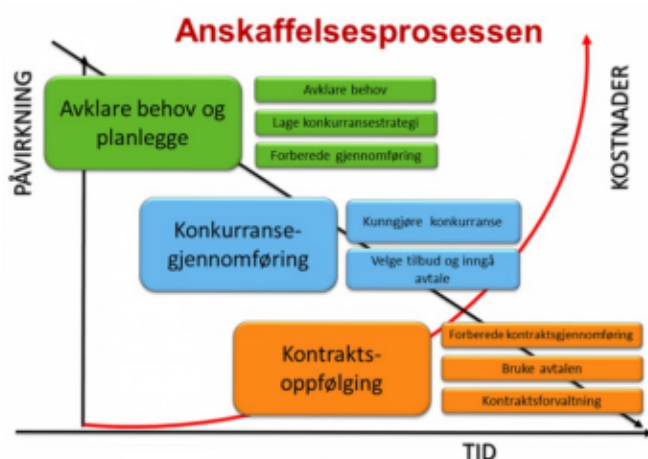 Anskaffelsesprosessen
PÅVIRKNING
KOSTNADER
Avklare behov og
planlegge
Avklare behov
Lage konkurransestrategi
Forberede gjennomføring
Konkurranse-
gjennomføring
Kunngjøre konkurranse
Velge tilbud og inngå
avtale
Kontrakts-
oppfølging
Forberede kontraktsgjennomføring
Bruke avtalen
Kontraktsforvaltning
TID